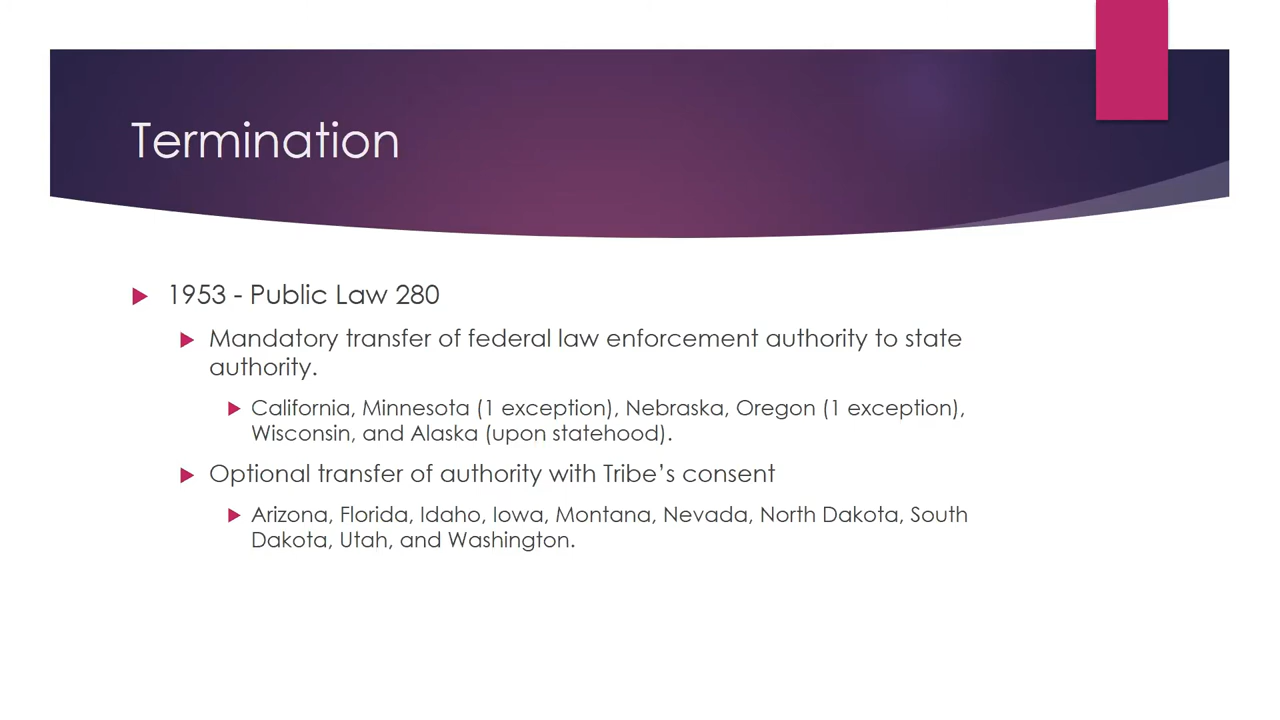 Termination
1953 - Public Law 280
Mandatory transfer of federal law enforcement authority to state
authority.
California, Minnesota (1 exception), Nebraska, Oregon (1 exception),
Wisconsin, and Alaska (upon statehood).
Optional transfer of authority with Tribe’s consent
Arizona, Florida, Idaho, Iowa, Montana, Nevada, North Dakota, South
Dakota, Utah, and Washington.